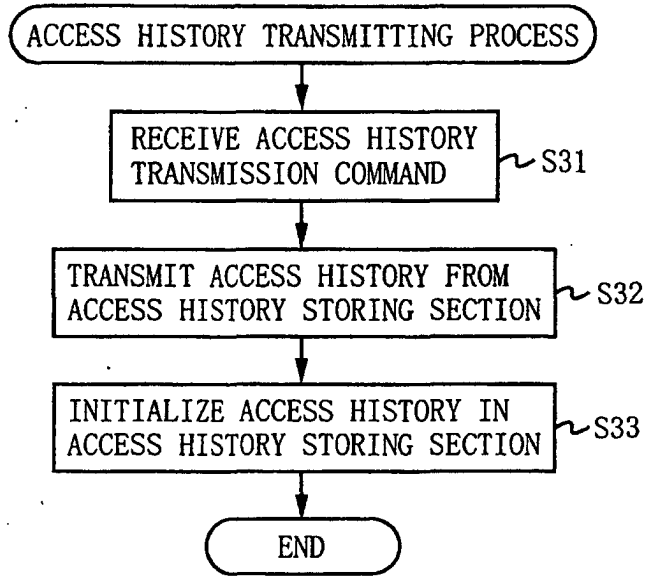 ACCESS HISTORY TRANSMITTING PROCESS
RECEIVE ACCESS HISTORY
TRANSMISSION COMMAND
S31
TRANSMIT ACCESS HISTORY FROM
ACCESS HISTORY STORING SECTION
S32
INITIALIZE ACCESS HISTORY IN
ACCESS HISTORY STORING SECTION
S33
END